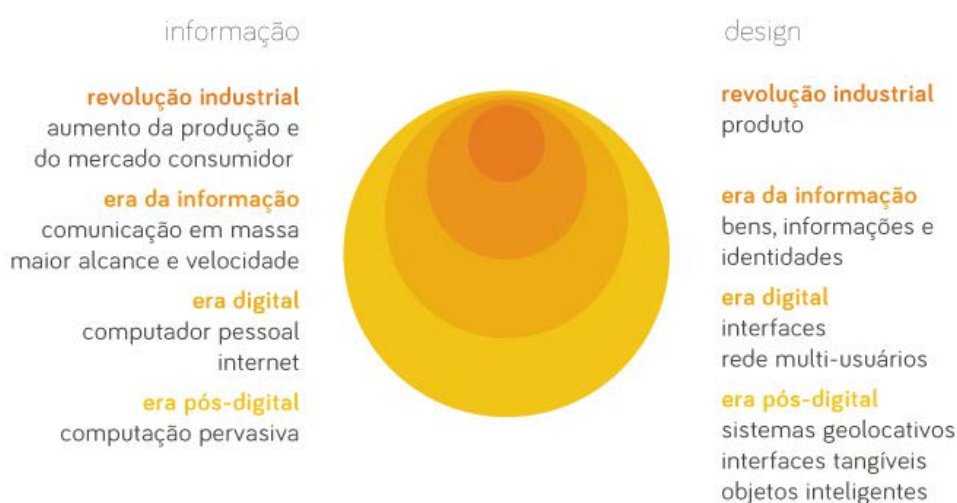 informação
revolução industrial
aumento da produção e
do mercado consumidor
era da informação
comunicação em massa
maior alcance e velocidade
era digital
computador pessoal
internet
era pós-digital
computação pervasiva
design
revolução industrial
produto
era da informação
bens, informações e
identidades
era digital
interfaces
rede multi-usuários
era pós-digital
sistemas geolocativos
interfaces tangíveis
objetos inteligentes